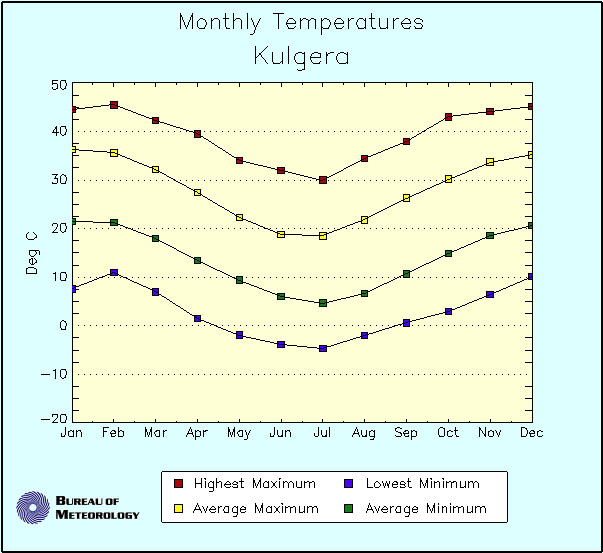 Monthly Temperatures
Kulgera
Deg C
50
40
30
20
10
0
-10
-20
Jan Feb Mar Apr May Jun Jul Aug Sep Oct Nov Dec
Highest Maximum Lowest Minimum
Average Maximum Average Minimum
BUREAU OF
METEOROLOGY